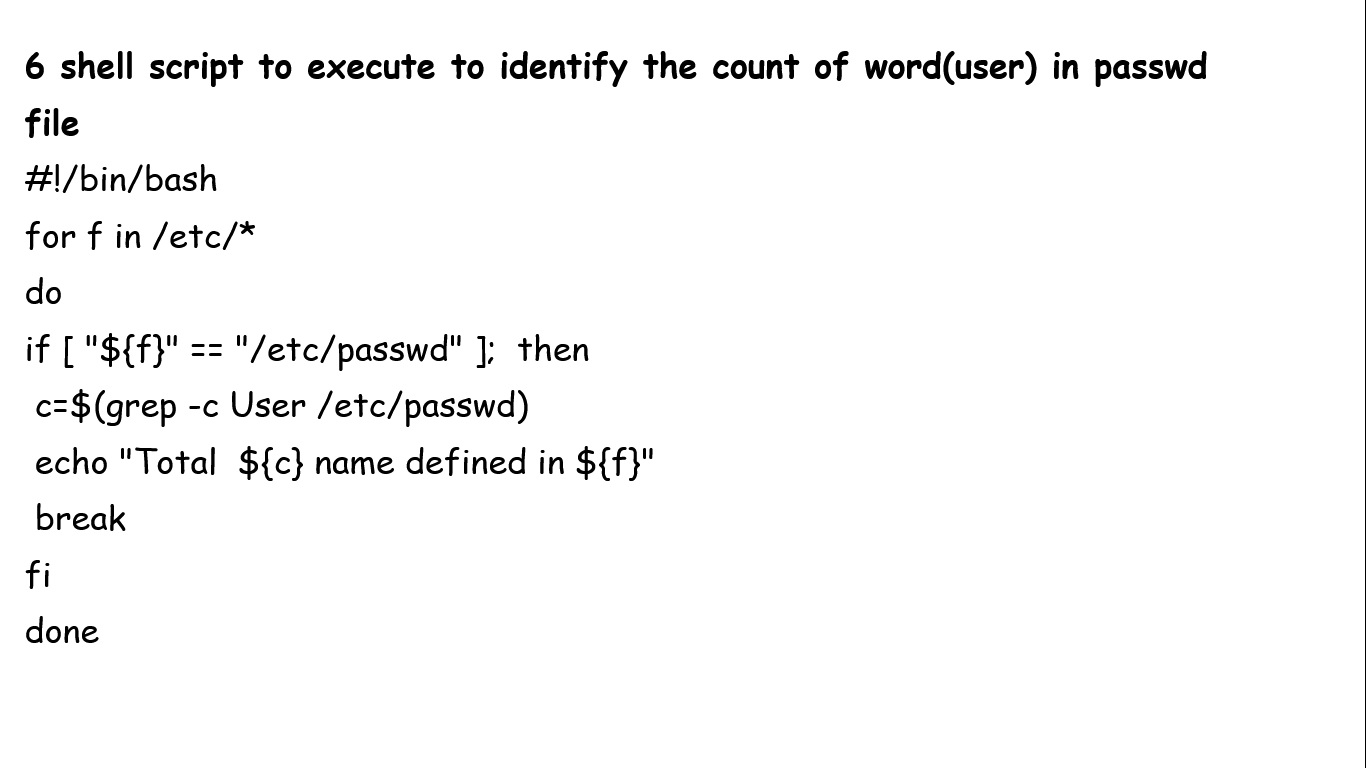 6 shell script to execute to identify the count of word(user) in passwd
file
#!/bin/bash
for f in /etc/*
do
if [ "${f}" == "/etc/passwd" ];  then
 c=$(grep -c User /etc/passwd)
 echo "Total  ${c} name defined in ${f}"
 break
fi
done